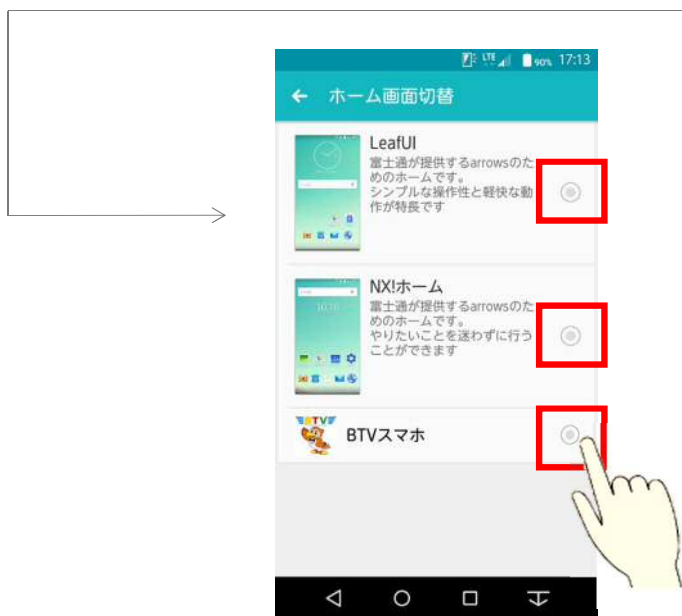 LTE 90% 17:13
ホーム画面切替
LeafUI
富士通が提供するarrowsのた
めのホームです。
シンプルな操作性と軽快な動
作が特長です
NX!ホーム
富士通が提供するarrowsのた
めのホームです。
やりたいことを迷わずに行う
ことができます
BTV
BTVスマホ